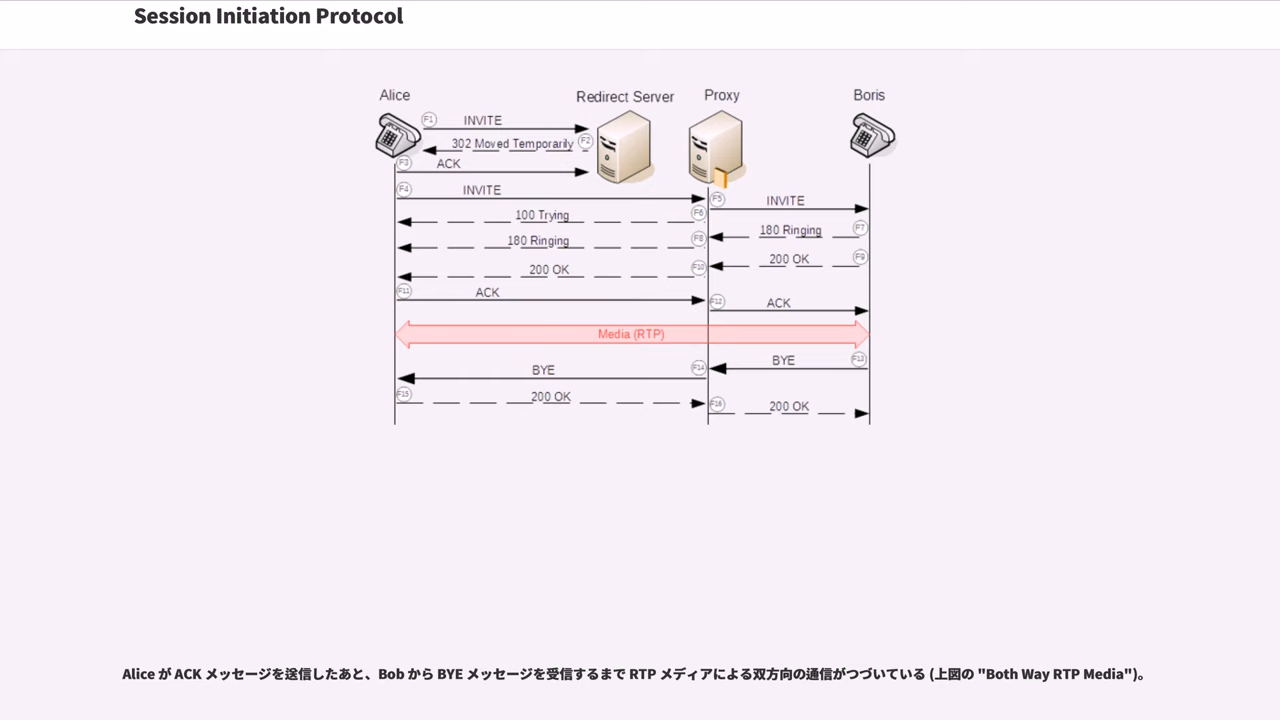 Session Initiation Protocol
Alice
Redirect Server
Proxy
Boris
F1
INVITE
302 Moved Temporarily
F2
F3
ACK
F4
INVITE
F5
INVITE
100 Trying
F6
180 Ringing
F7
180 Ringing
F8
200 OK
F9
200 OK
F10
F11
ACK
F12
ACK
Media (RTP)
BYE
F13
BYE
F14
F15
200 OK
F16
200 OK
Alice が ACK メッセージを送信したあと、Bob から BYE メッセージを受信するまで RTP メディアによる双方向の通信がつづいている (上図の "Both Way RTP Media")。